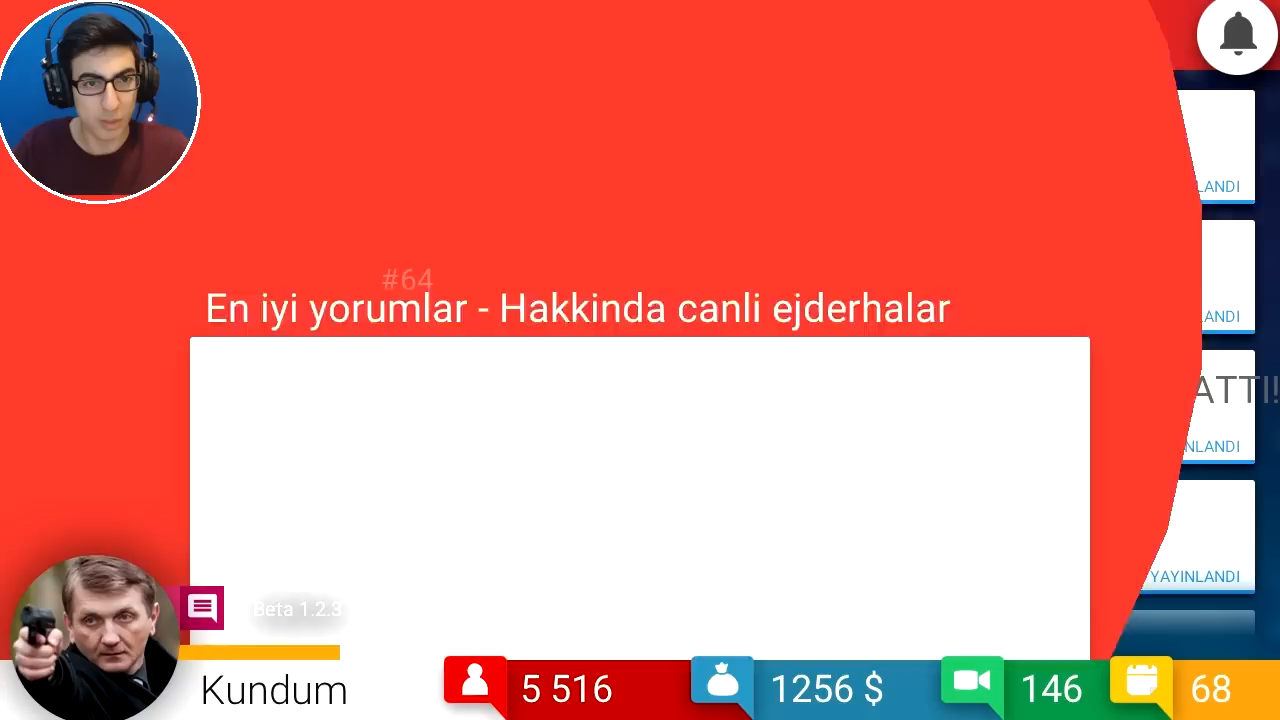 LANDI
LANDI
#64
En iyi yorumlar - Hakkinda canli ejderhalar
ATTI!
NLANDI
YAYINLANDI
Beta 1.2.3
Kundum
5 516
1256 $
146
68